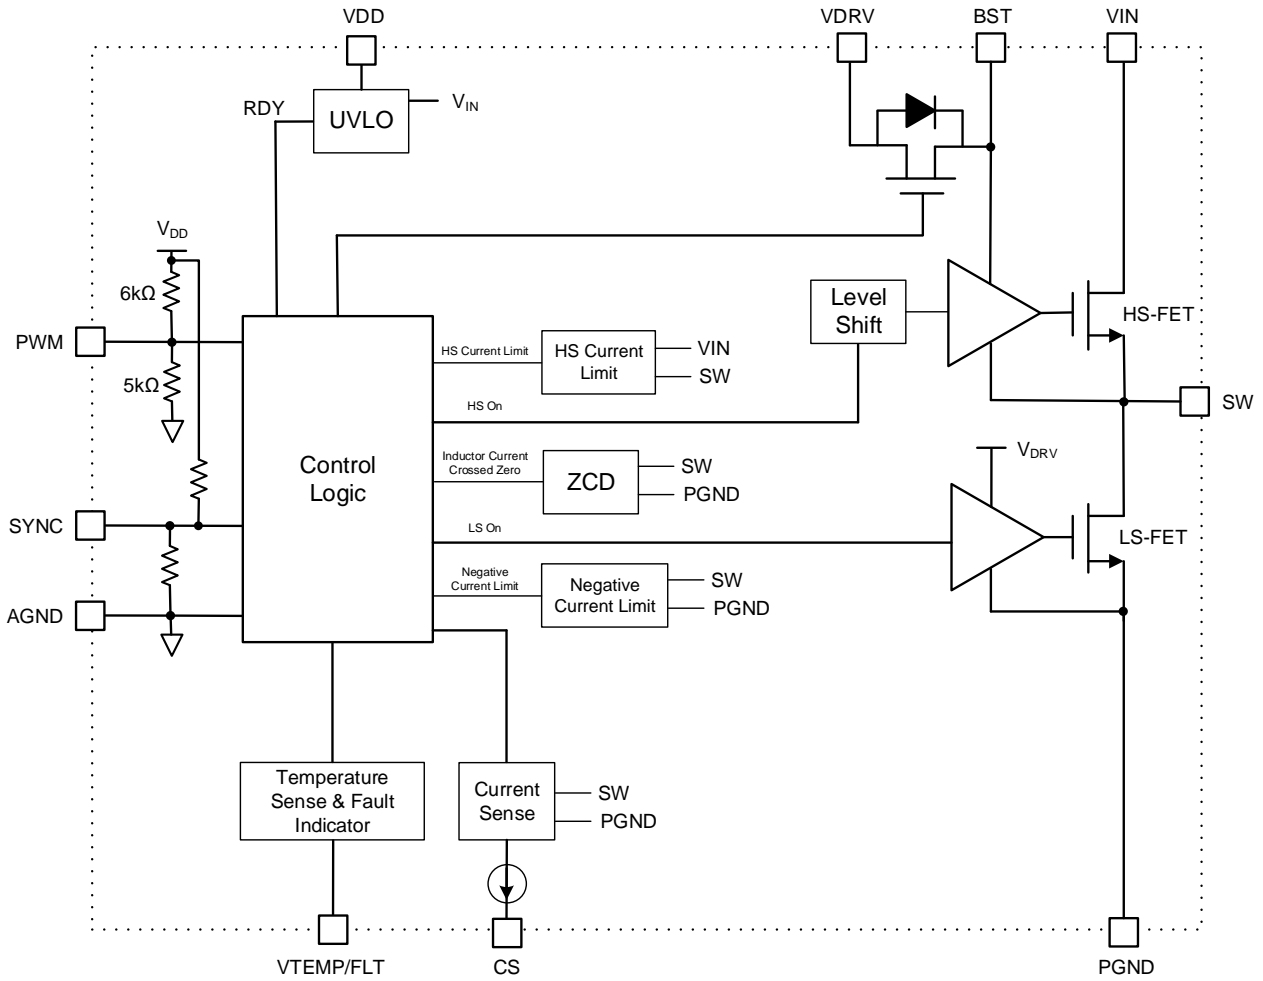 VDD
VDRV
BST
VIN
RDY
UVLO
V_IN
V_DD
6kΩ
PWM
5kΩ
Level
Shift
HS-FET
HS Current Limit
HS Current
Limit
VIN
SW
HS On
SW
Control
Logic
Inductor Current
Crossed Zero
ZCD
SW
PGND
V_DRV
SYNC
LS On
LS-FET
Negative
Current Limit
Negative
Current Limit
SW
PGND
AGND
Temperature
Sense & Fault
Indicator
Current
Sense
SW
PGND
VTEMP/FLT
CS
PGND